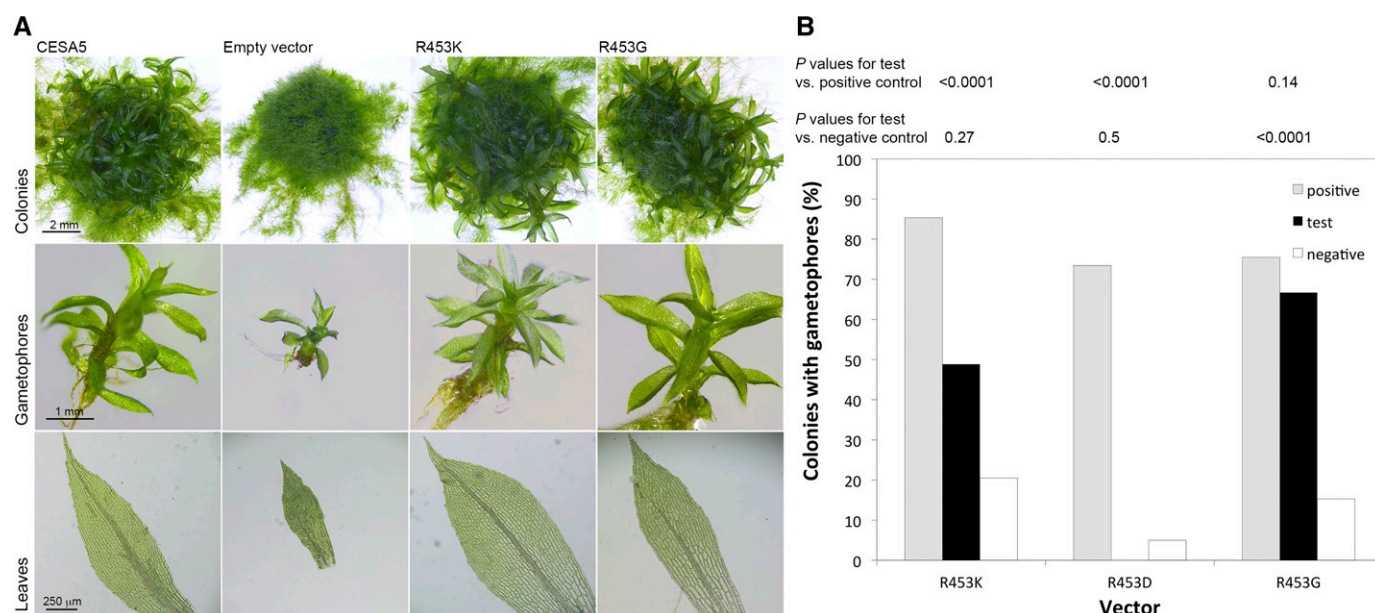 A
CESA5 Empty vector R453K R453G
Colonies
2 mm
Gametophores
1 mm
Leaves
250 µm
B
P values for test
vs. positive control <0.0001 <0.0001 0.14
P values for test
vs. negative control 0.27 0.5 <0.0001
Colonies with gametophores (%)
100
90
80
70
60
50
40
30
20
10
0
positive
test
negative
R453K R453D R453G
Vector